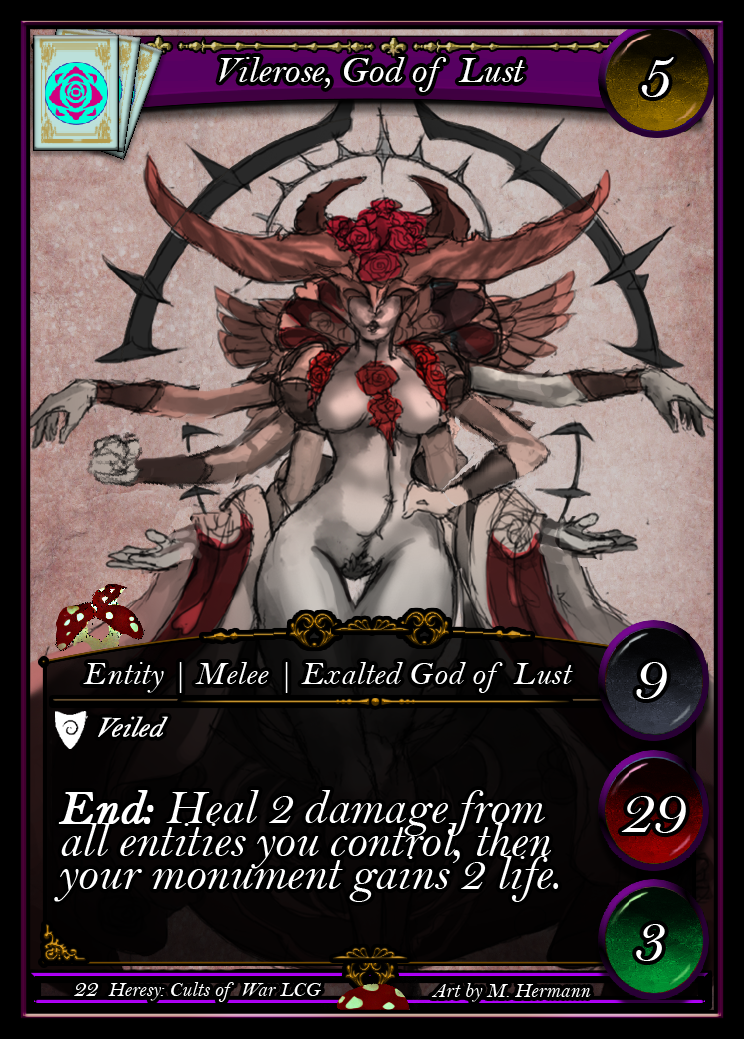 Vilerose, God of Lust
5
Entity | Melee | Exalted God of Lust
9
Veiled
End: Heal 2 damage from
all entities you control, then
your monument gains 2 life.
29
3
22 Heresy: Cults of War LCG
Art by M. Hermann